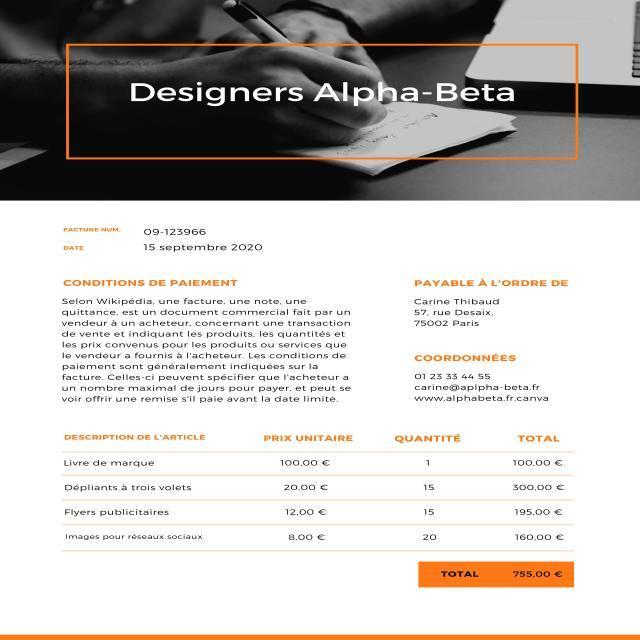 Designers Alpha-Beta
FACTURE NUM. 09-123966
DATE 15 septembre 2020
CONDITIONS DE PAIEMENT
Selon Wikipédia, une facture, une note, une
quittance, est un document commercial fait par un
vendeur à un acheteur, concernant une transaction
de vente et indiquant les produits, les quantités et
les prix convenus pour les produits ou services que
le vendeur a fournis à l'acheteur. Les conditions de
paiement sont généralement indiquées sur la
facture. Celles-ci peuvent spécifier que l'acheteur a
un nombre maximal de jours pour payer, et peut se
voir offrir une remise s'il paie avant la date limite.
PAYABLE À L'ORDRE DE
Carine Thibaud
57, rue Desaix,
75002 Paris
COORDONNÉES
01 23 33 44 55
carine@aplpha-beta.fr
www.alphabeta.fr.canva
DESCRIPTION DE L'ARTICLE PRIX UNITAIRE QUANTITÉ TOTAL
Livre de marque 100,00 € 1 100,00 €
Dépliants à trois volets 20,00 € 15 300,00 €
Flyers publicitaires 12,00 € 15 195,00 €
Images pour réseaux sociaux 8,00 € 20 160,00 €
TOTAL 755,00 €